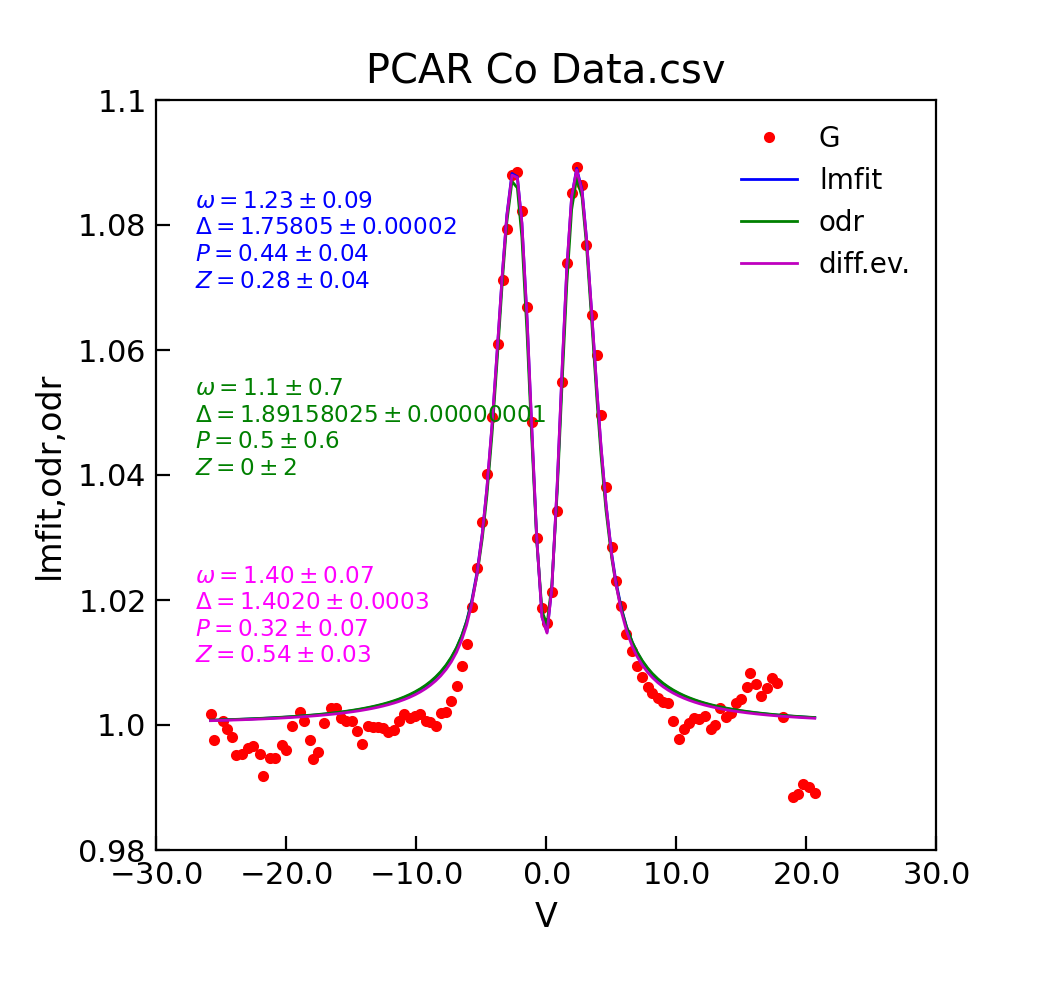 PCAR Co Data.csv
1.1
1.08
1.06
1.04
1.02
1.0
0.98
lmfit,odr,odr
G
lmfit
odr
diff.ev.
ω = 1.23 ± 0.09
Δ = 1.75805 ± 0.00002
P = 0.44 ± 0.04
Z = 0.28 ± 0.04
ω = 1.1 ± 0.7
Δ = 1.89158025 ± 0.00000001
P = 0.5 ± 0.6
Z = 0 ± 2
ω = 1.40 ± 0.07
Δ = 1.4020 ± 0.0003
P = 0.32 ± 0.07
Z = 0.54 ± 0.03
−30.0 −20.0 −10.0 0.0 10.0 20.0 30.0
V